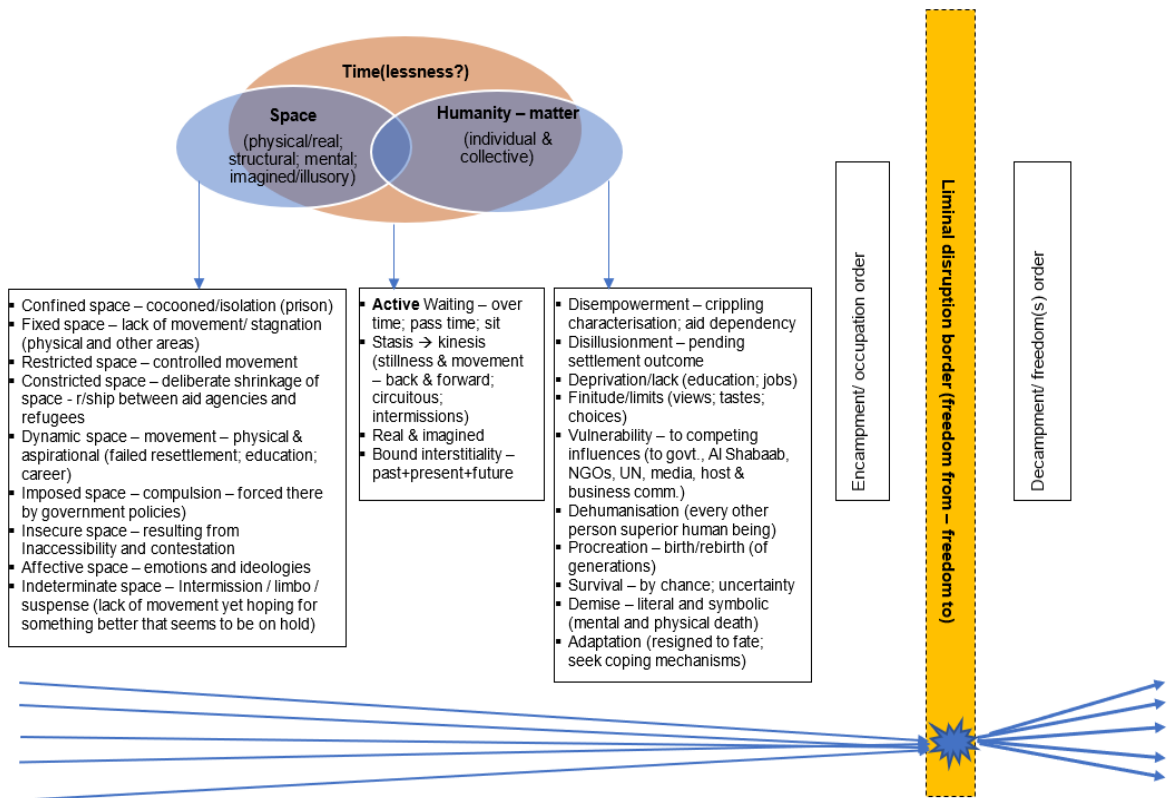 Time(lessness?)
Space
(physical/real;
structural; mental;
imagined/illusory)
Humanity – matter
(individual &
collective)
▪ Confined space – cocooned/isolation (prison)
▪ Fixed space – lack of movement/ stagnation
(physical and other areas)
▪ Restricted space – controlled movement
▪ Constricted space – deliberate shrinkage of
space - r/ship between aid agencies and
refugees
▪ Dynamic space – movement – physical &
aspirational (failed resettlement; education;
career)
▪ Imposed space – compulsion – forced there
by government policies)
▪ Insecure space – resulting from
Inaccessibility and contestation
▪ Affective space – emotions and ideologies
▪ Indeterminate space – Intermission / limbo /
suspense (lack of movement yet hoping for
something better that seems to be on hold)
▪ Active Waiting – over
time; pass time; sit
▪ Stasis → kinesis
(stillness & movement
– back & forward;
circuitous;
intermissions)
▪ Real & imagined
▪ Bound interstitiality –
past+present+future
▪ Disempowerment – crippling
characterisation; aid dependency
▪ Disillusionment – pending
settlement outcome
▪ Deprivation/lack (education; jobs)
▪ Finitude/limits (views; tastes;
choices)
▪ Vulnerability – to competing
influences (to govt., Al Shabaab,
NGOs, UN, media, host &
business comm.)
▪ Dehumanisation (every other
person superior human being)
▪ Procreation – birth/rebirth (of
generations)
▪ Survival – by chance; uncertainty
▪ Demise – literal and symbolic
(mental and physical death)
▪ Adaptation (resigned to fate;
seek coping mechanisms)
Encampment/ occupation order
Liminal disruption border (freedom from – freedom to)
Decampment/ freedom(s) order